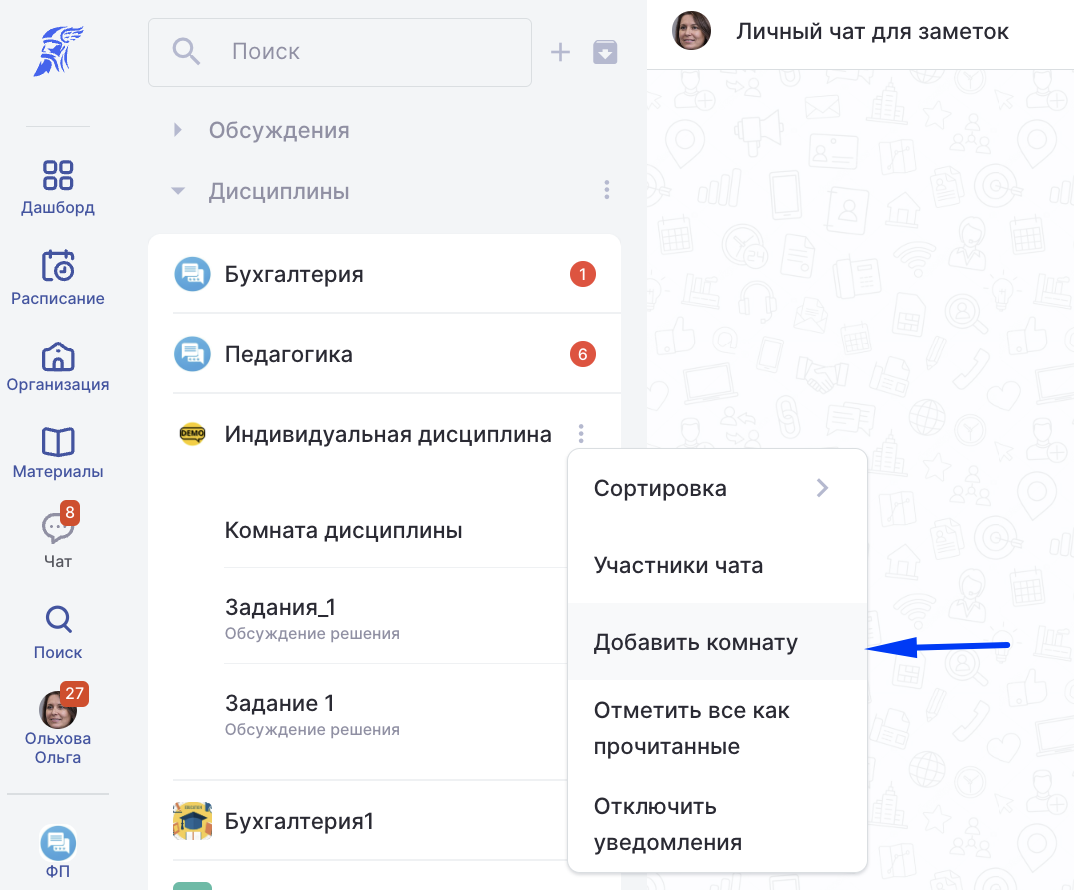 Поиск
Личный чат для заметок
Обсуждения
Дисциплины
Дашборд
Расписание
Организация
Материалы
8
Чат
Поиск
27
Ольхова
Ольга
ФП
Бухгалтерия
1
Педагогика
6
DEMO
Индивидуальная дисциплина
Комната дисциплины
Задания_1
Обсуждение решения
Задание 1
Обсуждение решения
Бухгалтерия1
Сортировка
Участники чата
Добавить комнату
Отметить все как
прочитанные
Отключить
уведомления